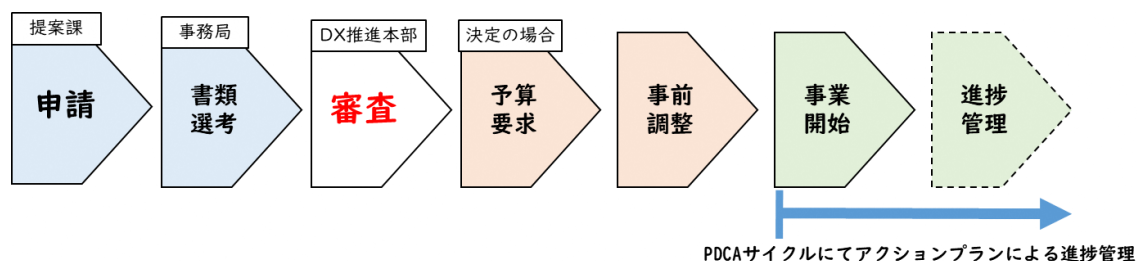 提案課
申請
事務局
書類
選考
DX推進本部
審査
決定の場合
予算
要求
事前
調整
事業
開始
進捗
管理
PDCAサイクルにてアクションプランによる進捗管理